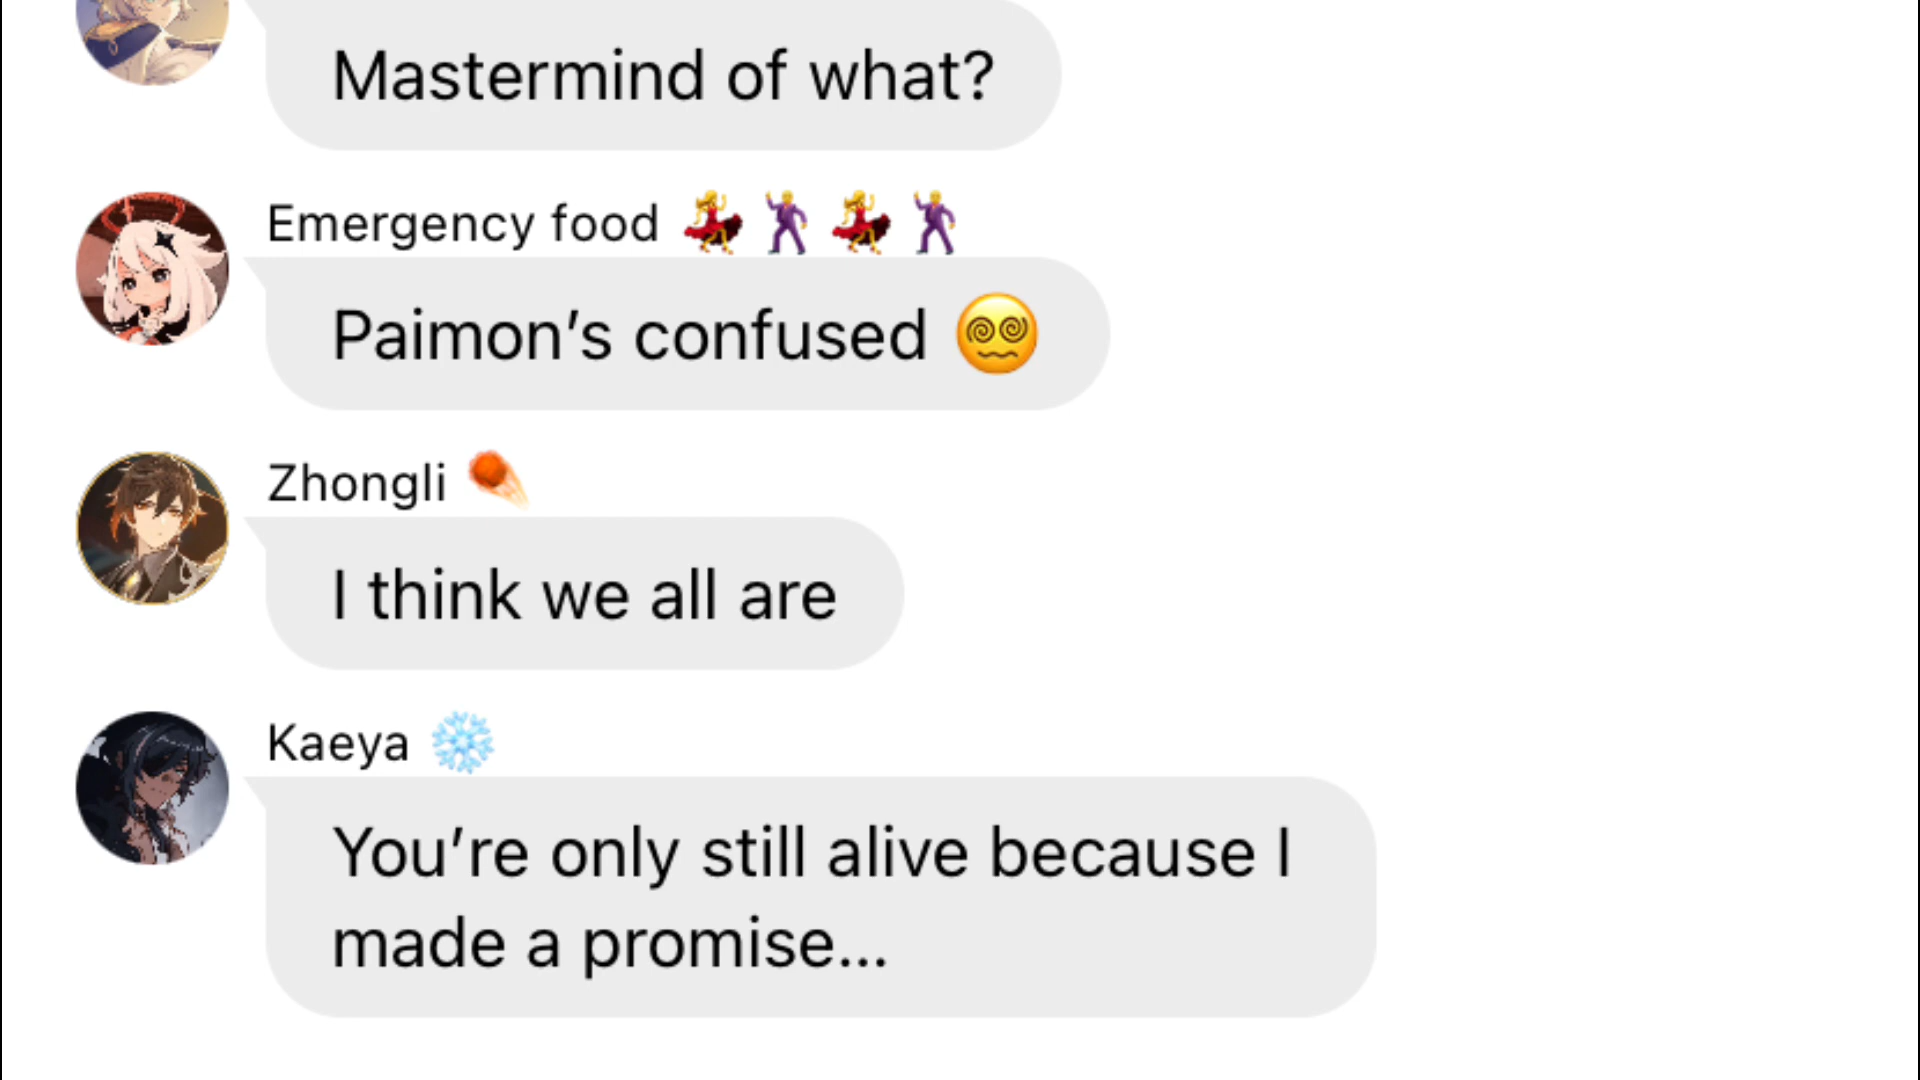 Mastermind of what?
Emergency food 💃🕺💃🕺
Paimon’s confused 😵‍💫
Zhongli ☄️
I think we all are
Kaeya ❄️
You’re only still alive because I
made a promise...